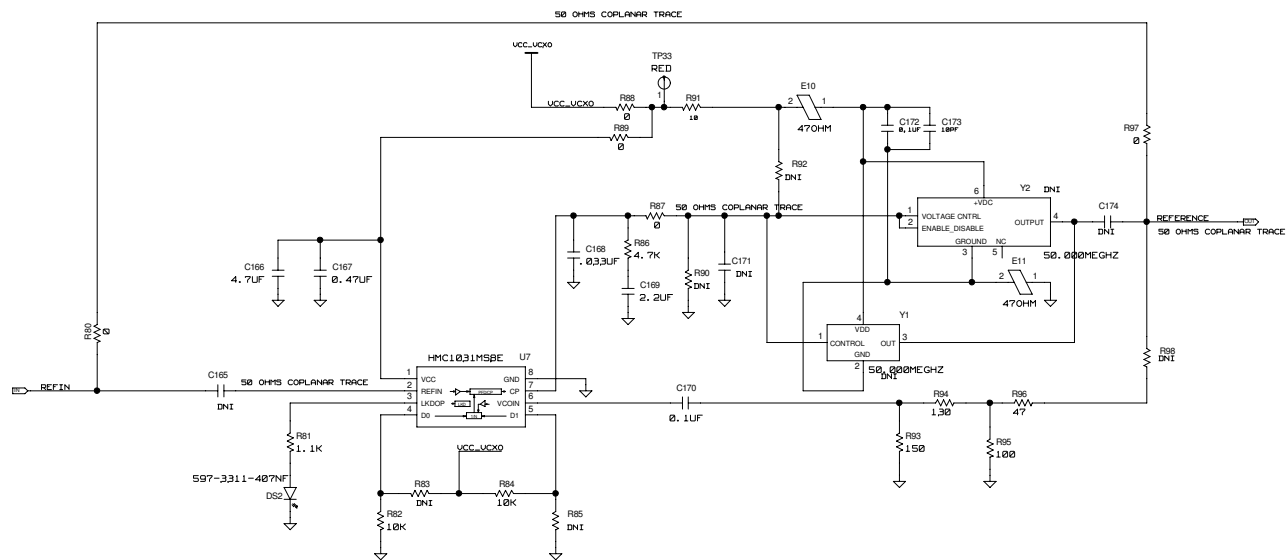 50 OHMS COPLANAR TRACE
VCC_VCXO
TP33
RED
1
VCC_VCXO
R88
0
R91
10
E10
2
1
47OHM
R89
0
C172
0.1UF
C173
10PF
R97
0
R92
DNI
Y2
DNI
6
+VDC
1
VOLTAGE CNTRL
2
ENABLE_DISABLE
OUTPUT
4
GROUND
NC
3
5
50.000MEGHZ
C174
DNI
REFERENCE
OUT
50 OHMS COPLANAR TRACE
R87
50 OHMS COPLANAR TRACE
0
C168
.033UF
R86
4.7K
C169
2.2UF
R90
DNI
C171
DNI
C166
4.7UF
C167
0.47UF
E11
2
1
47OHM
Y1
4
VDD
1
CONTROL
OUT
3
GND
2
50.000MEGHZ
DNI
R80
0
R98
DNI
IN
REFIN
C165
DNI
50 OHMS COPLANAR TRACE
HMC1031MS8E
U7
1
VCC
GND
8
2
REFIN
PFD/CP
CP
7
3
LKDOP
LKD
VCOIN
6
4
D0
÷N
D1
5
C170
0.1UF
R94
130
R96
47
R93
150
R95
100
R81
1.1K
597-3311-407NF
DS2
VCC_VCXO
R83
DNI
R84
10K
R82
10K
R85
DNI